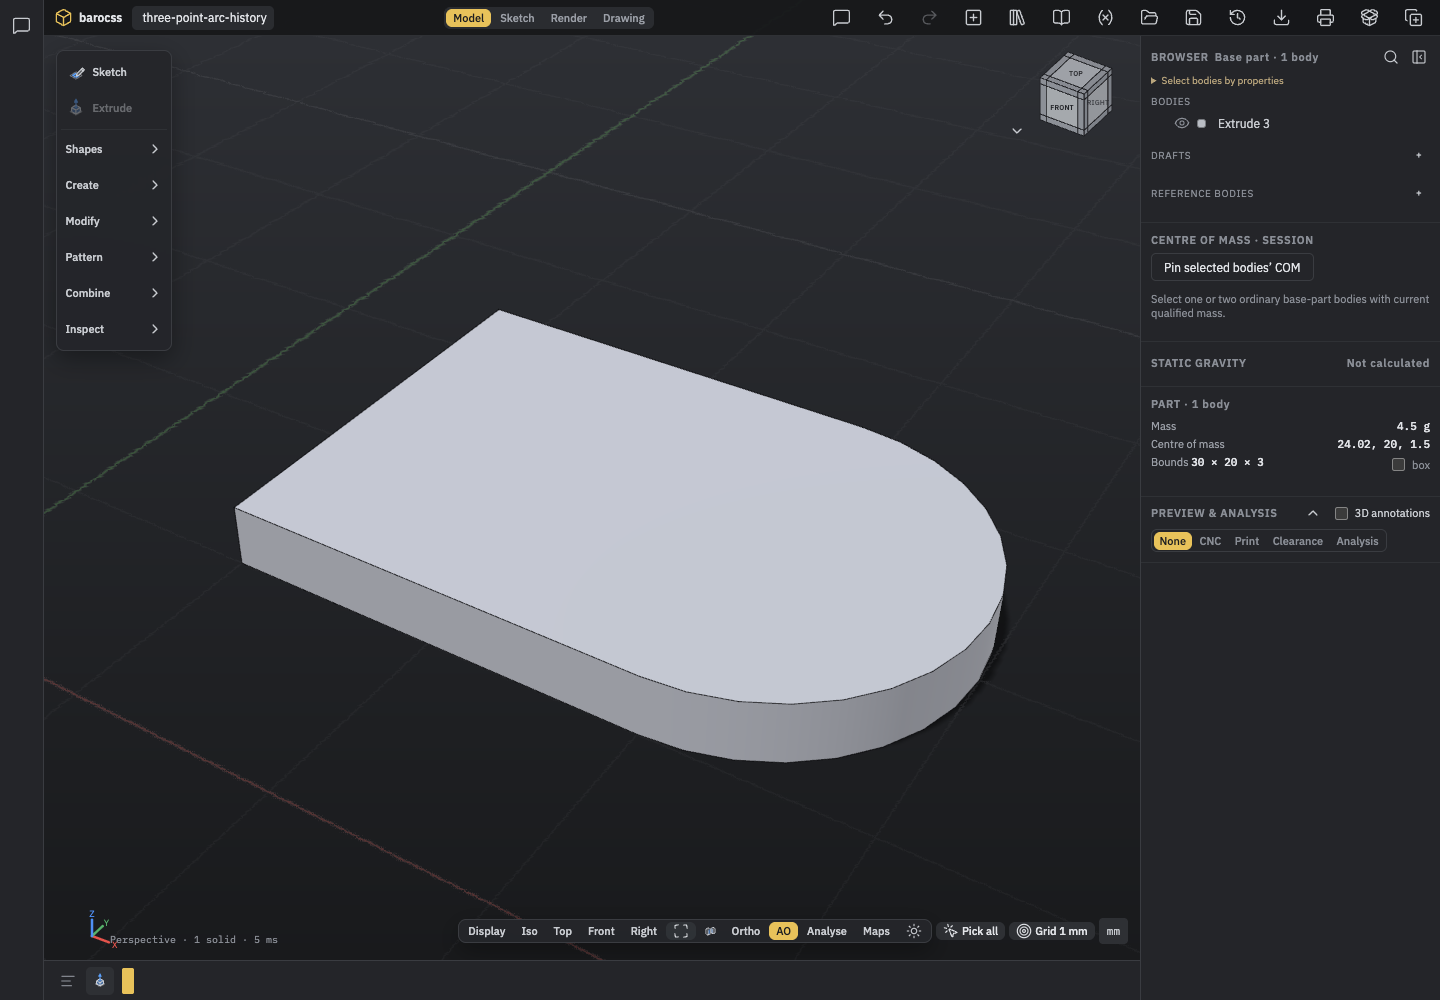 barocss
three-point-arc-history
Model Sketch Render Drawing
Sketch
Extrude
Shapes
Create
Modify
Pattern
Combine
Inspect
TOP
FRONT
RIGHT
BROWSER Base part · 1 body
Select bodies by properties
BODIES
Extrude 3
DRAFTS
REFERENCE BODIES
CENTRE OF MASS · SESSION
Pin selected bodies’ COM
Select one or two ordinary base-part bodies with current
qualified mass.
STATIC GRAVITY Not calculated
PART · 1 body
Mass 4.5 g
Centre of mass 24.02, 20, 1.5
Bounds 30 × 20 × 3 box
PREVIEW & ANALYSIS 3D annotations
None CNC Print Clearance Analysis
Z
Y
X
Perspective · 1 solid · 5 ms
Display Iso Top Front Right Ortho AO Analyse Maps Pick all Grid 1 mm mm